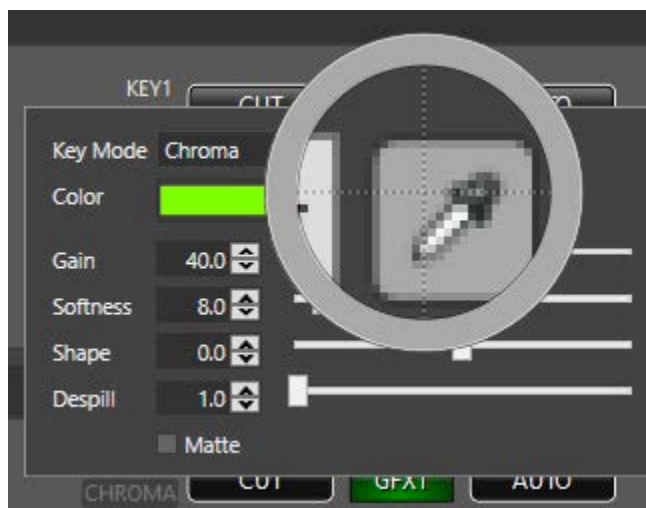 KEY1 CUT
Key Mode Chroma
Color
Gain 40.0
Softness 8.0
Shape 0.0
Despill 1.0
Matte
CHROMA CUT GFX1 AUTO